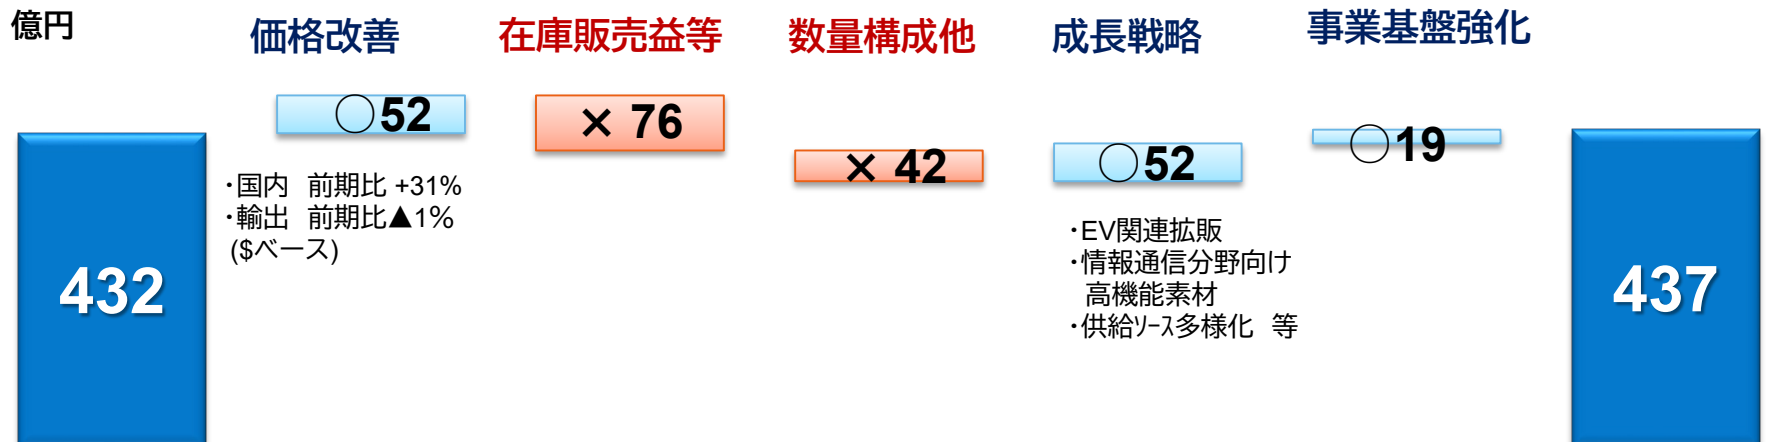 億円
価格改善
在庫販売益等
数量構成他
成長戦略
事業基盤強化
○52
× 76
× 42
○52
○19
・国内　前期比 +31%
・輸出　前期比▲1%
($ベース)
・EV関連拡販
・情報通信分野向け
高機能素材
・供給ｿｰｽ多様化　等
432
437